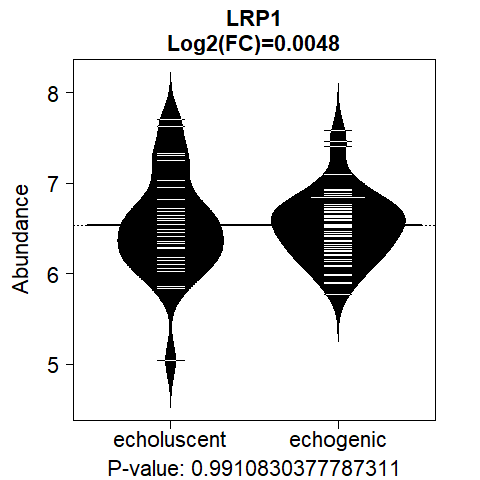 LRP1
Log2(FC)=0.0048
Abundance
8
7
6
5
echoluscent echogenic
P-value: 0.9910830377787311